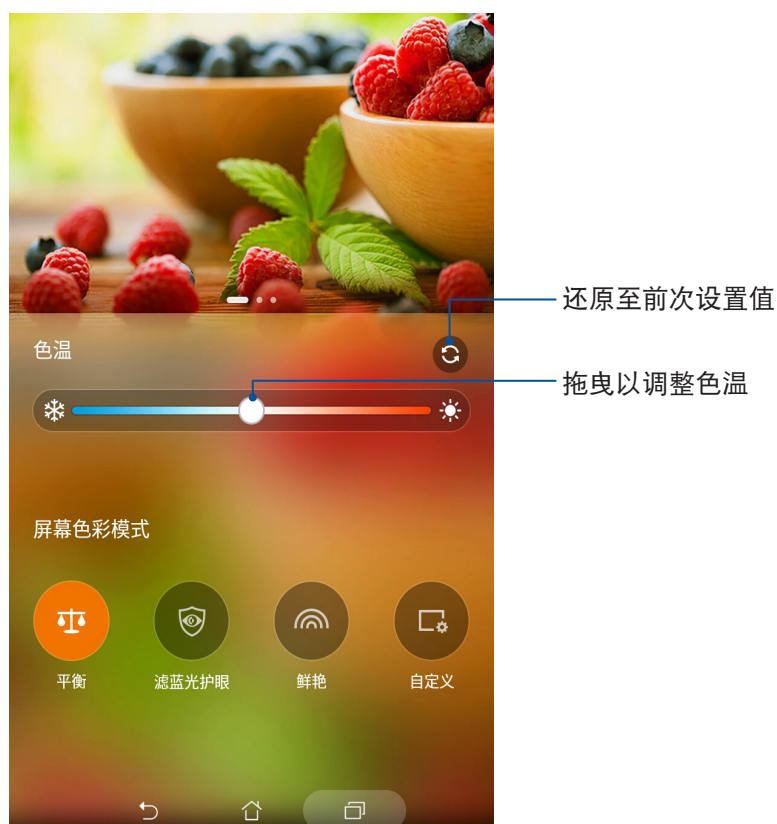 还原至前次设置值
色温
拖曳以调整色温
屏幕色彩模式
平衡
滤蓝光护眼
鲜艳
自定义